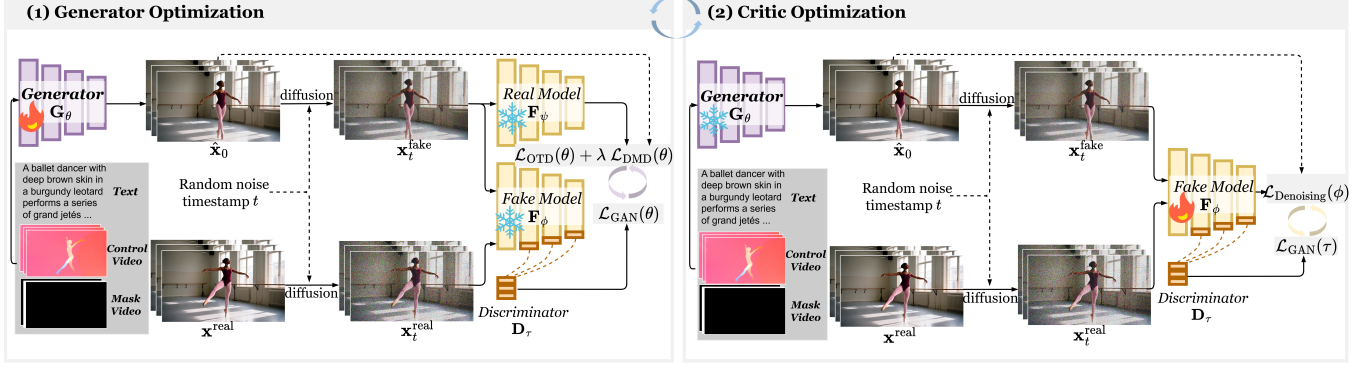 (1) Generator Optimization
Generator
G_θ
x̂_0
diffusion
x_t^fake
Real Model
F_ψ
ℒ_OTD(θ) + λ ℒ_DMD(θ)
A ballet dancer with
deep brown skin in
a burgundy leotard
performs a series
of grand jetés ...
Text
Control
Video
Mask
Video
Random noise
timestamp t
Fake Model
F_ϕ
ℒ_GAN(θ)
diffusion
x^real
x_t^real
Discriminator
D_τ
(2) Critic Optimization
Generator
G_θ
x̂_0
diffusion
x_t^fake
A ballet dancer with
deep brown skin in
a burgundy leotard
performs a series
of grand jetés ...
Text
Control
Video
Mask
Video
Random noise
timestamp t
Fake Model
F_ϕ
ℒ_Denoising(ϕ)
ℒ_GAN(τ)
diffusion
x^real
x_t^real
Discriminator
D_τ